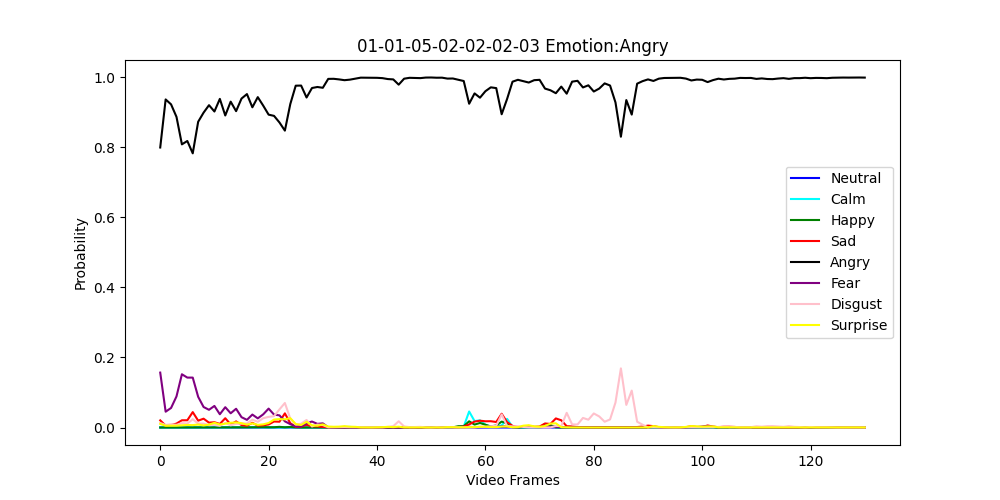 01-01-05-02-02-02-03 Emotion:Angry
Probability
1.0
0.8
0.6
0.4
0.2
0.0
0 20 40 60 80 100 120
Video Frames
Neutral
Calm
Happy
Sad
Angry
Fear
Disgust
Surprise